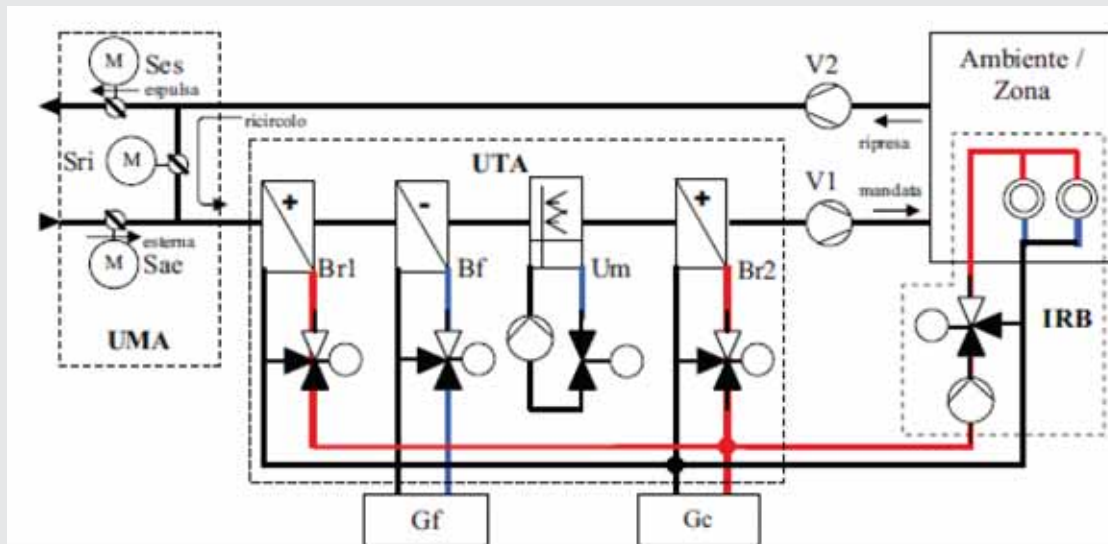 M
Ses
espulsa
V2
Ambiente /
Zona
ricircolo
Sri
M
ripresa
UTA
V1
mandata
+
-
+
esterna
M
Sae
Br1
Bf
Um
Br2
UMA
IRB
Gf
Gc